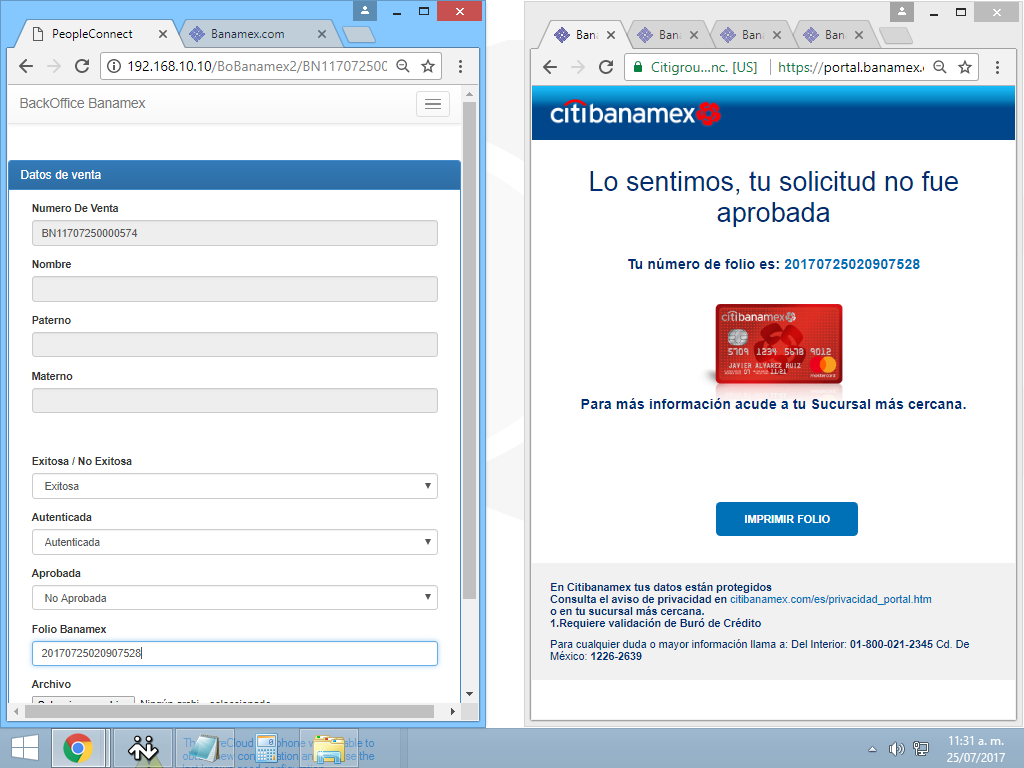 PeopleConnect
Banamex.com
192.168.10.10/BoBanamex2/BN11707250
BackOffice Banamex
Datos de venta
Numero De Venta
BN11707250000574
Nombre
Paterno
Materno
Exitosa / No Exitosa
Exitosa
Autenticada
Autenticada
Aprobada
No Aprobada
Folio Banamex
20170725020907528
Archivo
Citigrou...nc. [US]
https://portal.banamex.
citibanamex
Lo sentimos, tu solicitud no fue
aprobada
Tu número de folio es: 20170725020907528
citibanamex
5709 1234 5678 9012
JAVIER ALVAREZ RUIZ
mastercard
Para más información acude a tu Sucursal más cercana.
IMPRIMIR FOLIO
En Citibanamex tus datos están protegidos
Consulta el aviso de privacidad en citibanamex.com/es/privacidad_portal.htm
o en tu sucursal más cercana.
1.Requiere validación de Buró de Crédito
Para cualquier duda o mayor información llama a: Del Interior: 01-800-021-2345 Cd. De
México: 1226-2639
11:31 a. m.
25/07/2017